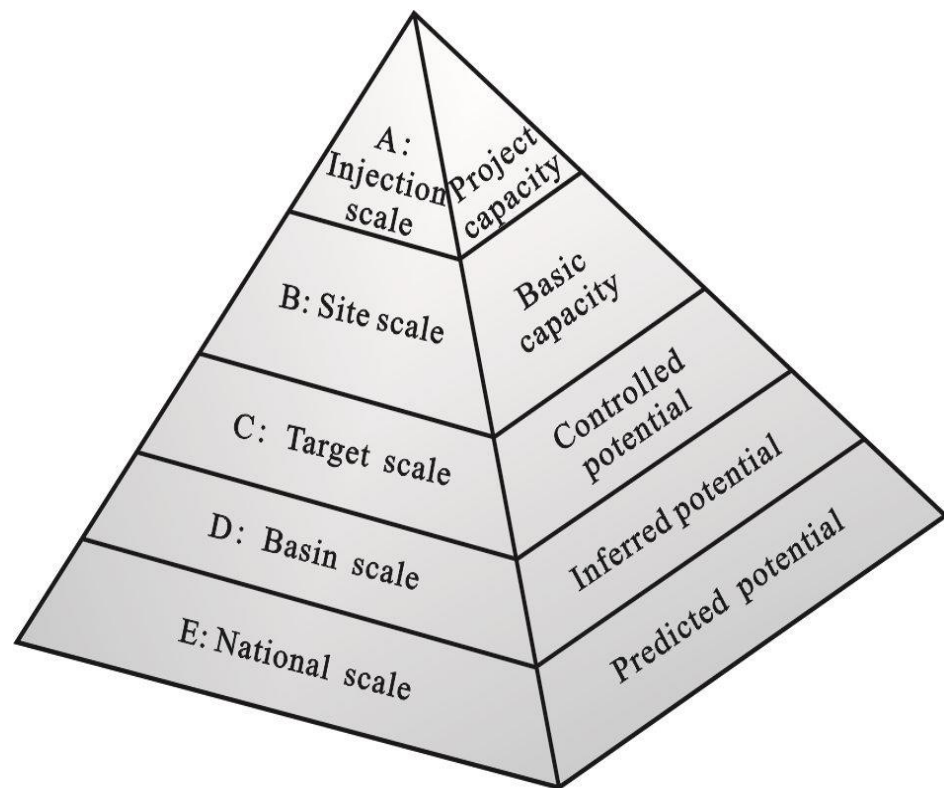 A:
Injection
scale
Project
capacity
B: Site scale
Basic
capacity
C: Target scale
Controlled
potential
D: Basin scale
Inferred potential
E: National scale
Predicted potential